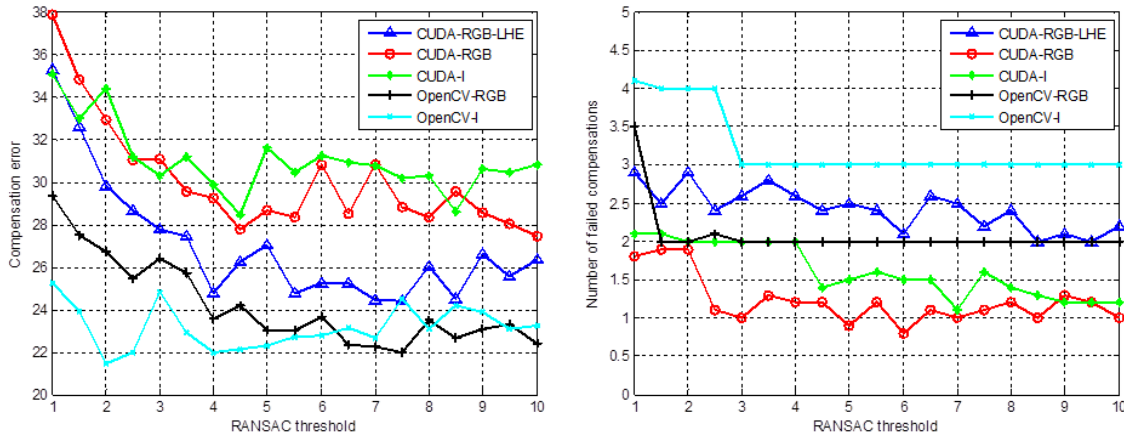 38
36
34
32
30
28
26
24
22
20
Compensation error
1 2 3 4 5 6 7 8 9 10
RANSAC threshold
CUDA-RGB-LHE
CUDA-RGB
CUDA-I
OpenCV-RGB
OpenCV-I
5
4.5
4
3.5
3
2.5
2
1.5
1
0.5
0
Number of failed compensations
1 2 3 4 5 6 7 8 9 10
RANSAC threshold
CUDA-RGB-LHE
CUDA-RGB
CUDA-I
OpenCV-RGB
OpenCV-I